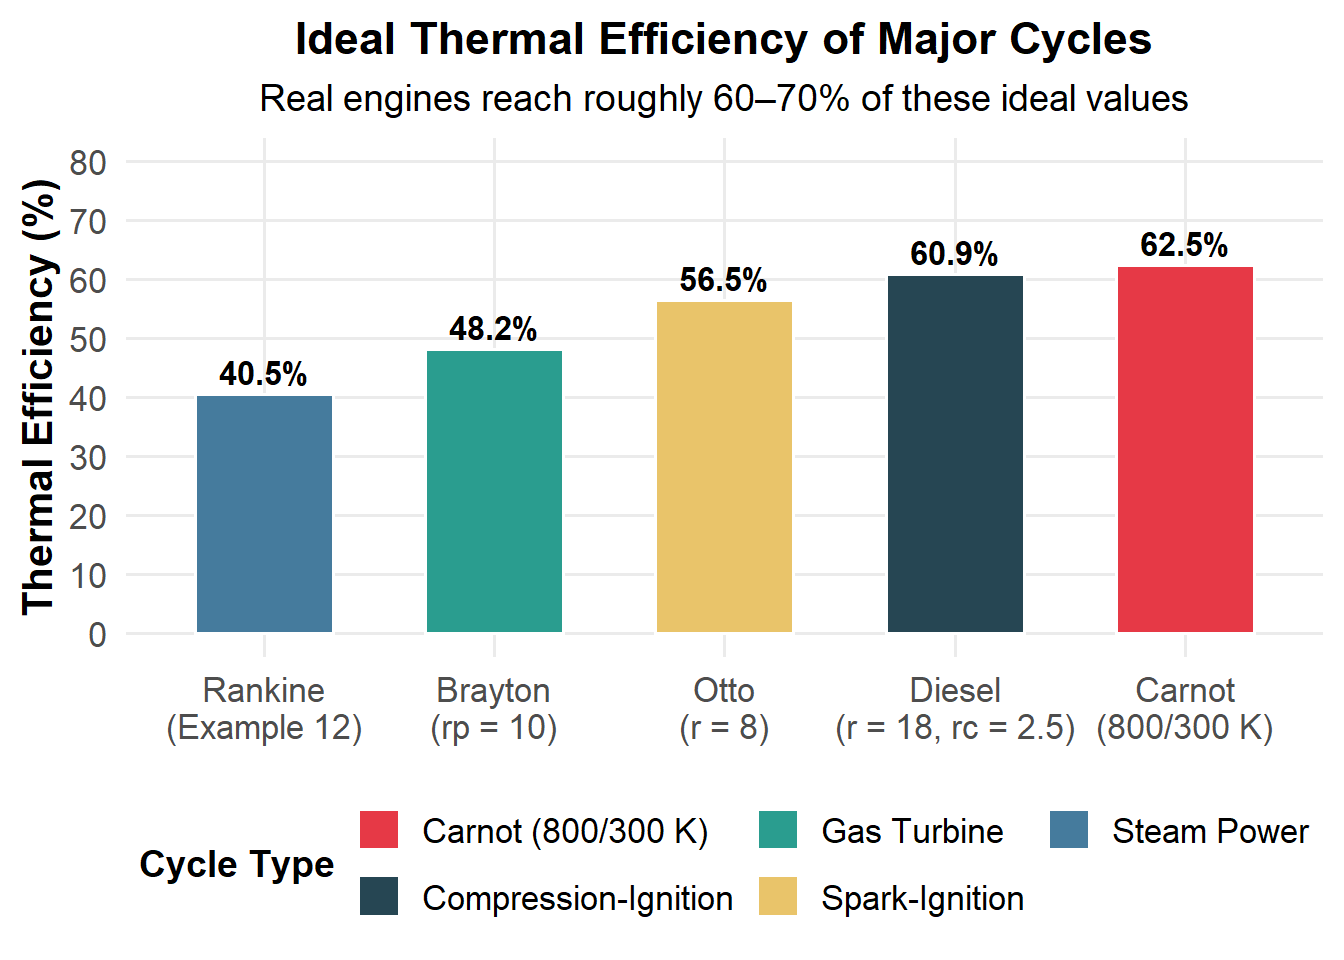 Ideal Thermal Efficiency of Major Cycles
Real engines reach roughly 60–70% of these ideal values
Thermal Efficiency (%)
80
70
60
50
40
30
20
10
0
40.5%
48.2%
56.5%
60.9%
62.5%
Rankine
(Example 12)
Brayton
(rp = 10)
Otto
(r = 8)
Diesel
(r = 18, rc = 2.5)
Carnot
(800/300 K)
Cycle Type
Carnot (800/300 K)
Compression-Ignition
Gas Turbine
Spark-Ignition
Steam Power